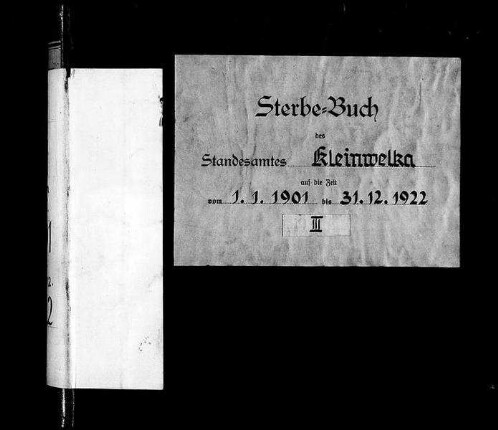 Sterbe-Buch
des
Standesamtes Kleinwelka
auf die Zeit
vom 1. 1. 1901 bis 31. 12. 1922
III